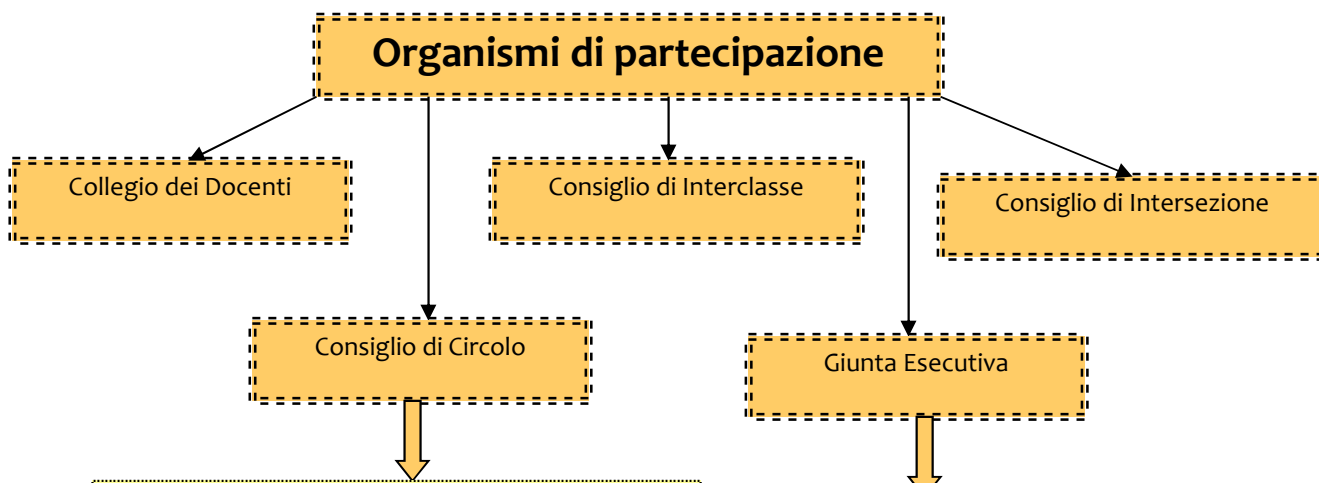 Organismi di partecipazione
Collegio dei Docenti
Consiglio di Interclasse
Consiglio di Intersezione
Consiglio di Circolo
Giunta Esecutiva